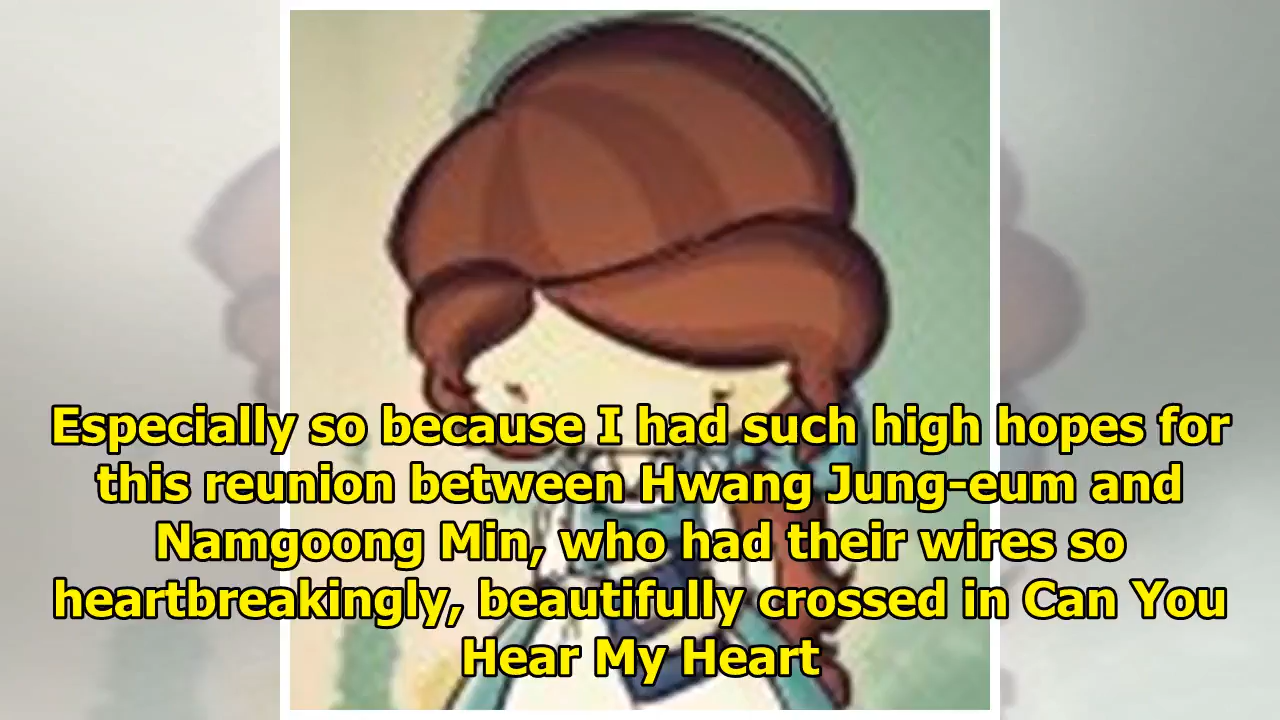 Especially so because I had such high hopes for
this reunion between Hwang Jung-eum and
Namgoong Min, who had their wires so
heartbreakingly, beautifully crossed in Can You
Hear My Heart